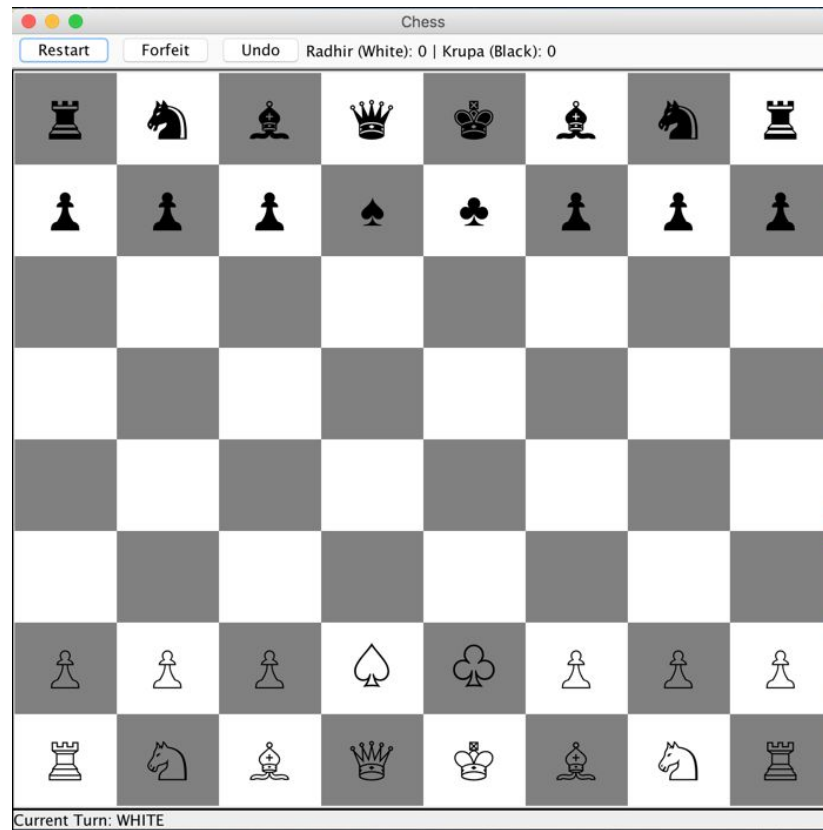 Chess
Restart Forfeit Undo Radhir (White): 0 | Krupa (Black): 0
Current Turn: WHITE